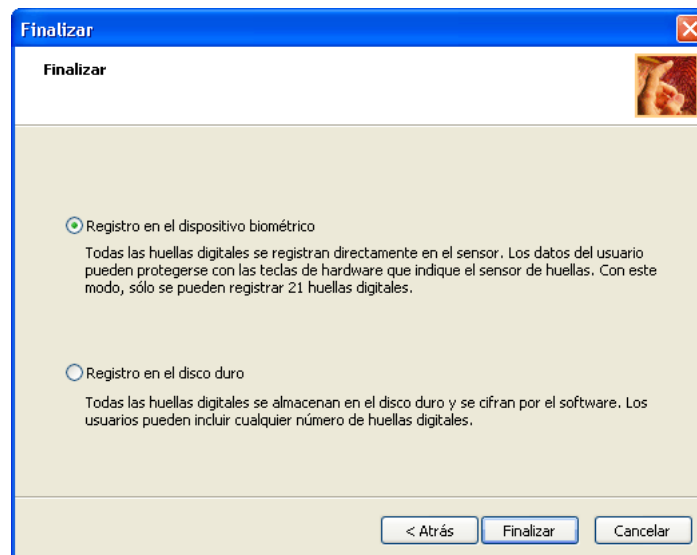 Finalizar
Finalizar
Registro en el dispositivo biométrico
Todas las huellas digitales se registran directamente en el sensor. Los datos del usuario
pueden protegerse con las teclas de hardware que indique el sensor de huellas. Con este
modo, sólo se pueden registrar 21 huellas digitales.
Registro en el disco duro
Todas las huellas digitales se almacenan en el disco duro y se cifran por el software. Los
usuarios pueden incluir cualquier número de huellas digitales.
< Atrás Finalizar Cancelar